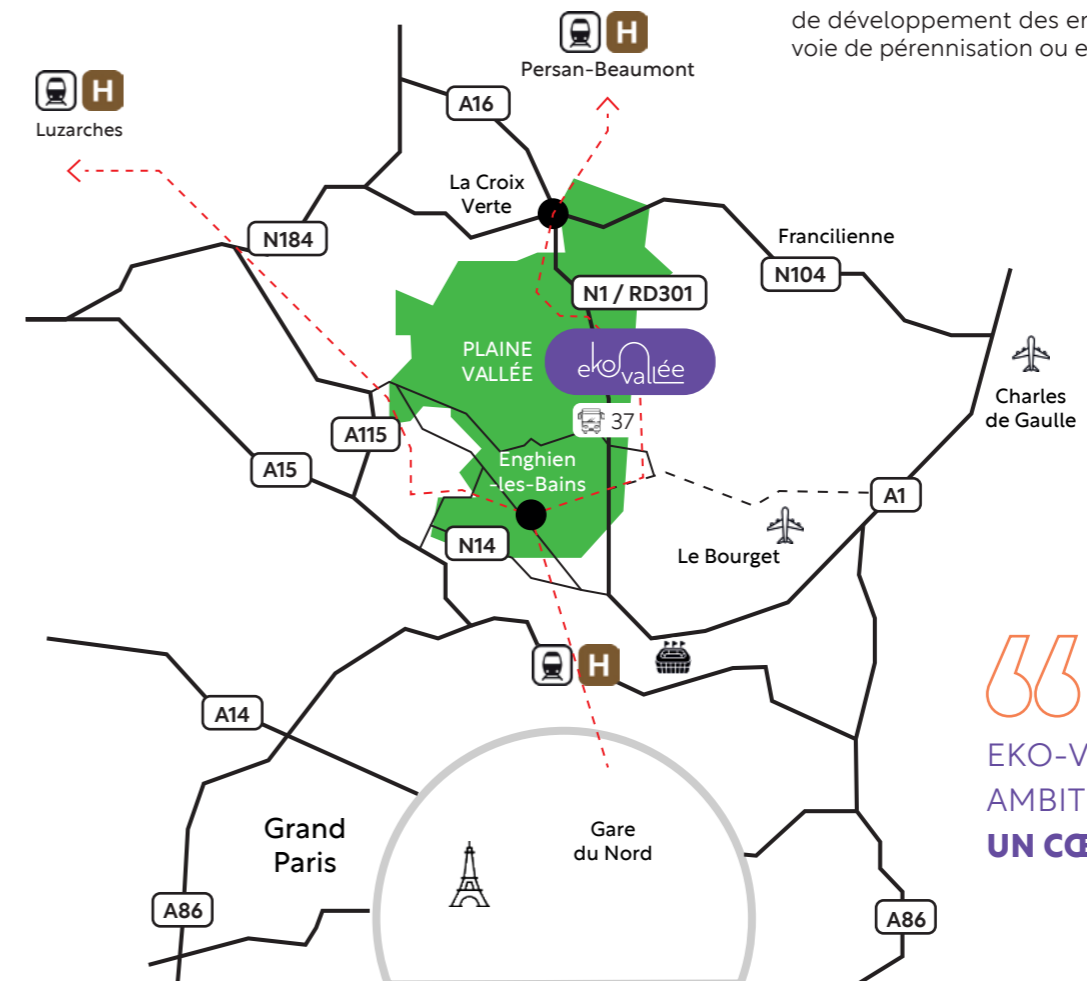 de développement des en
voie de pérennisation ou e
H
Persan-Beaumont
H
Luzarches
A16
La Croix
Verte
N184
Francilienne
N104
N1 / RD301
PLAINE
VALLÉE
eko
vallée
Charles
de Gaulle
37
A115
A15
Enghien
-les-Bains
A1
N14
Le Bourget
H
A14
EKO-V
AMBIT
UN CŒ
Grand
Paris
Gare
du Nord
A86
A86